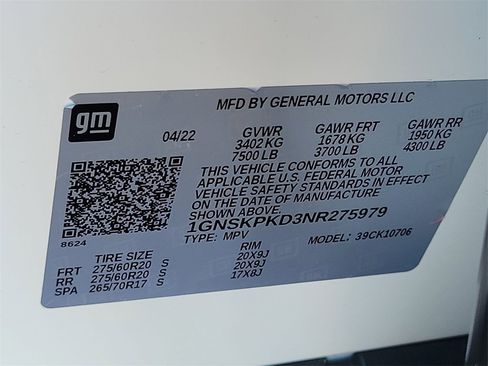 gm
MFD BY GENERAL MOTORS LLC
04/22 GVWR GAWR FRT GAWR RR
3402 KG 1678 KG 1950 KG
7500 LB 3700 LB 4300 LB
THIS VEHICLE CONFORMS TO ALL
APPLICABLE U.S. FEDERAL MOTOR
VEHICLE SAFETY STANDARDS IN EFFECT
ON THE DATE OF MANUFACTURE
SHOWN ABOVE.
1GNSKPKD3NR275979
8624
TYPE: MPV MODEL: 39CK10706
TIRE SIZE RIM
FRT 275/60R20 S 20X9J
RR 275/60R20 S 20X9J
SPA 265/70R17 S 17X8J